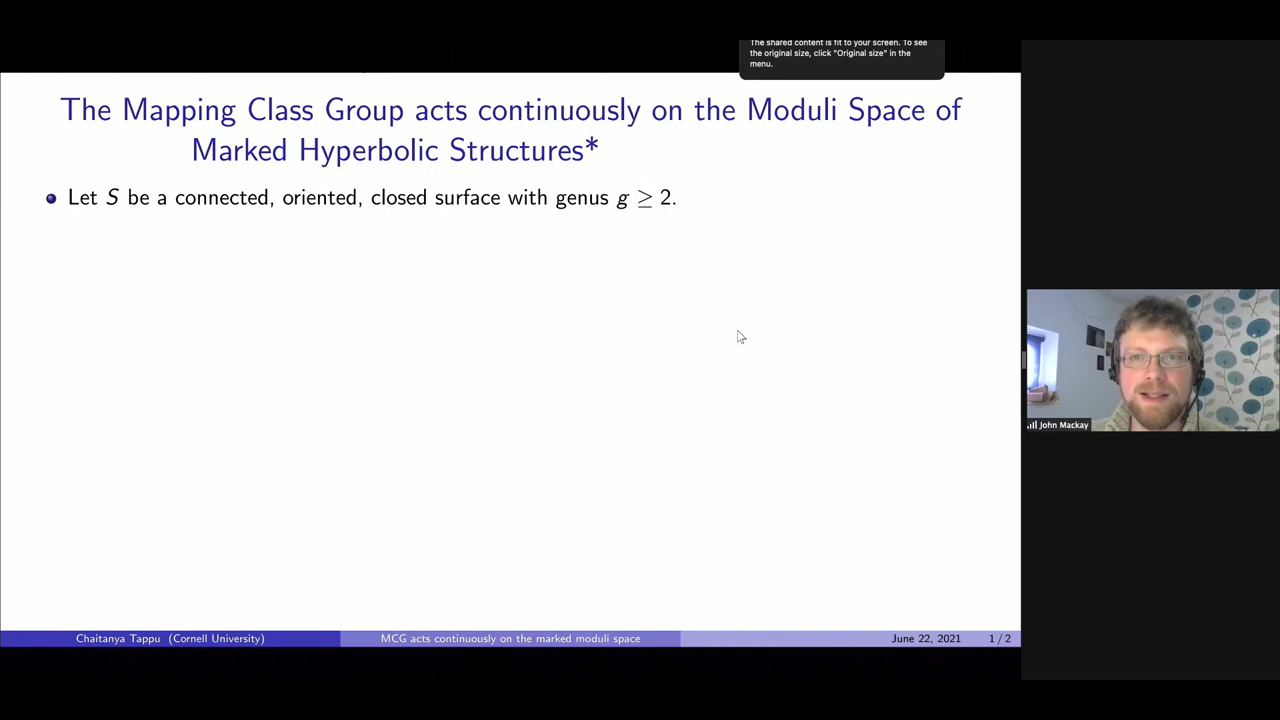 The shared content is fit to your screen. To see
the original size, click "Original size" in the
menu.
The Mapping Class Group acts continuously on the Moduli Space of
Marked Hyperbolic Structures*
Let S be a connected, oriented, closed surface with genus g ≥ 2.
John Mackay
Chaitanya Tappu (Cornell University)
MCG acts continuously on the marked moduli space
June 22, 2021
1 / 2